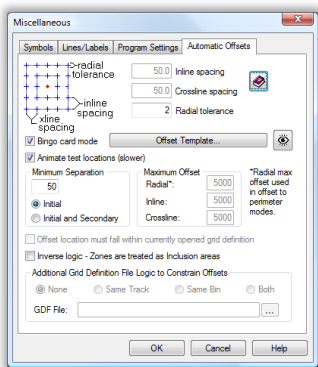 Miscellaneous
Symbols Lines/Labels Program Settings Automatic Offsets
radial tolerance
inline spacing
xline spacing
50.0 Inline spacing
50.0 Crossline spacing
2 Radial tolerance
Bingo card mode Offset Template...
Animate test locations (slower)
Minimum Separation
50
Initial
Initial and Secondary
Maximum Offset
Radial*: 5000
Inline: 5000
Crossline: 5000
*Radial max
offset used
in offset to
perimeter
modes.
Offset location must fall within currently opened grid definition
Inverse logic - Zones are treated as Inclusion areas
Additional Grid Definition File Logic to Constrain Offsets
None Same Track Same Bin Both
GDF File: ...
OK Cancel Help